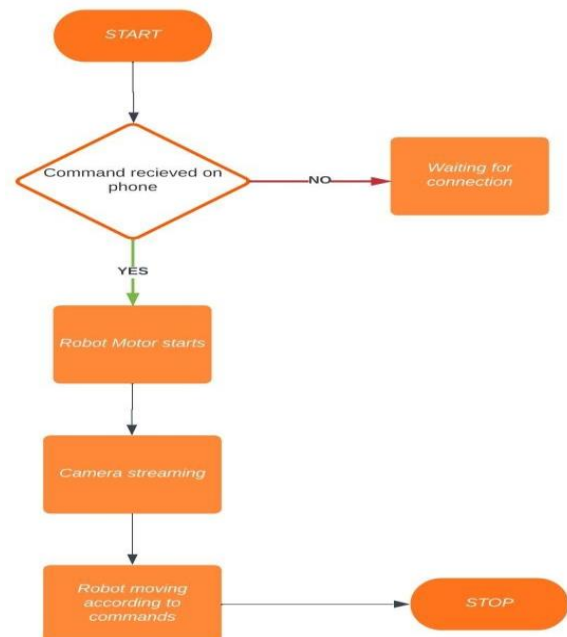 START
Command recieved on
phone
NO
Waiting for
connection
YES
Robot Motor starts
Camera streaming
Robot moving
according to
commands
STOP